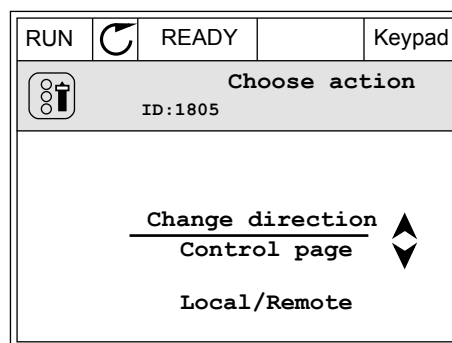 RUN READY Keypad
Choose action
ID:1805
Change direction
Control page
Local/Remote